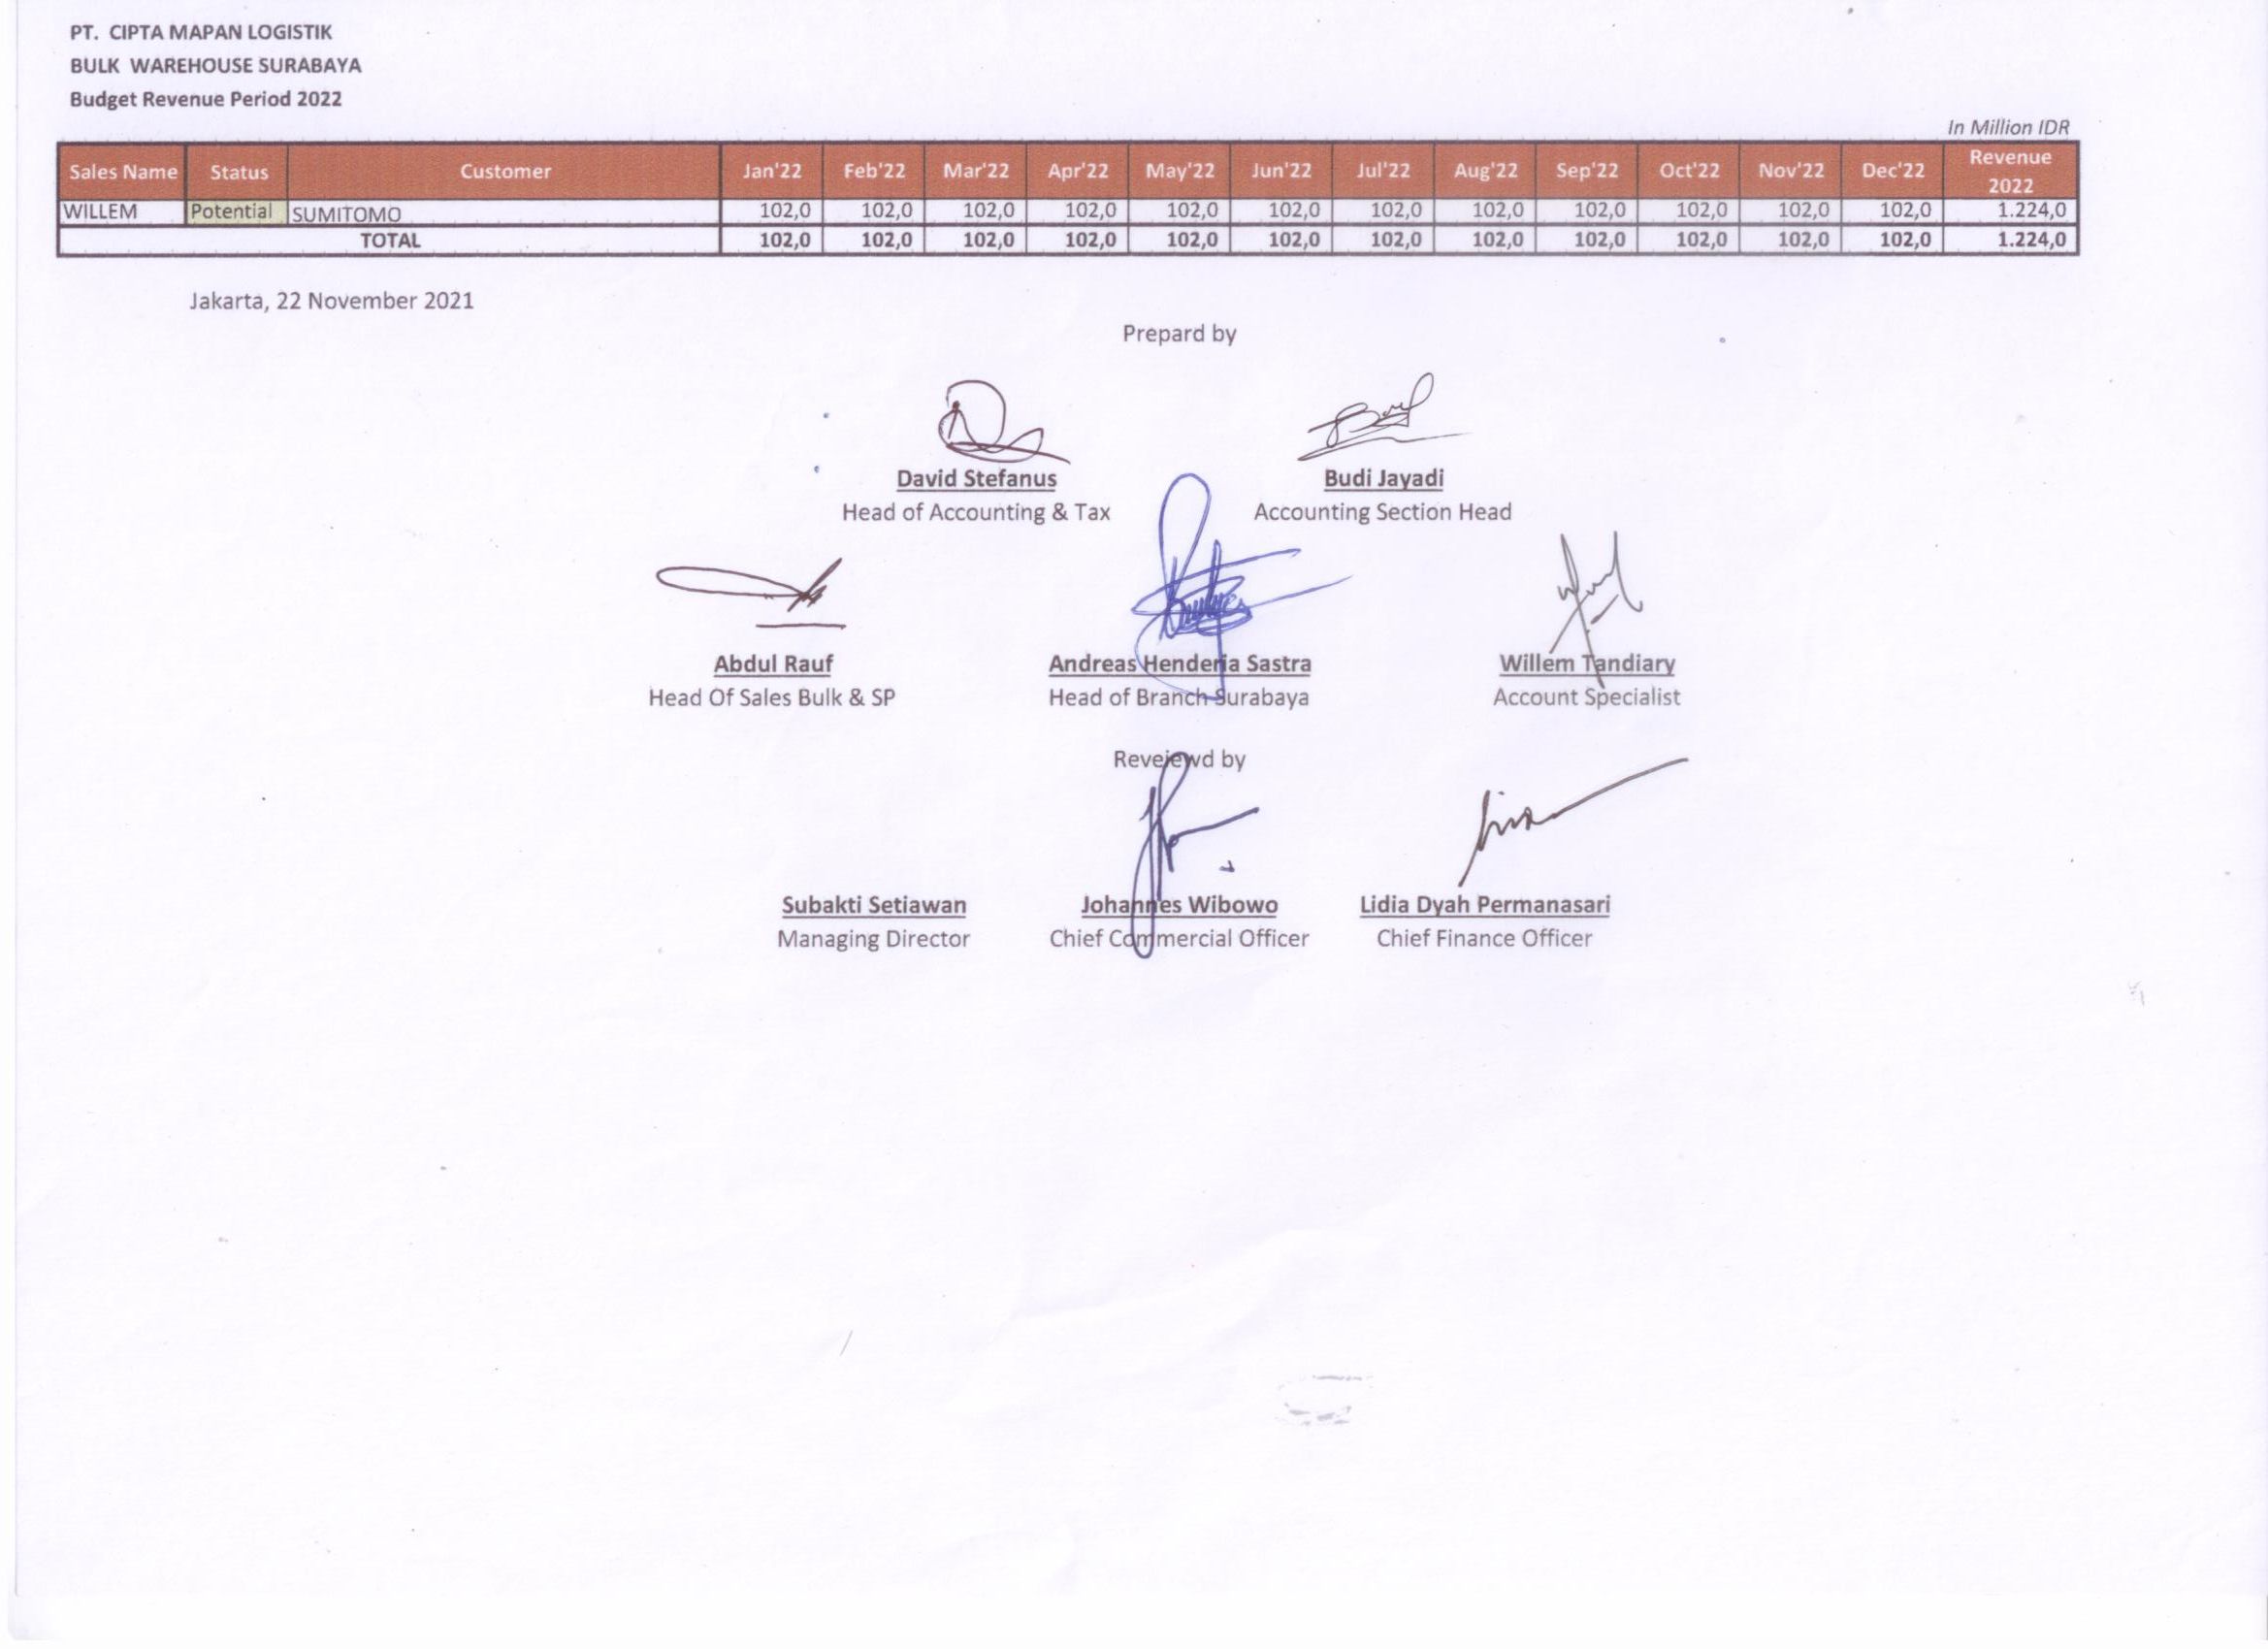 PT. CIPTA MAPAN LOGISTIK
BULK WAREHOUSE SURABAYA
Budget Revenue Period 2022
In Million IDR
Sales Name Status Customer Jan'22 Feb'22 Mar'22 Apr'22 May'22 Jun'22 Jul'22 Aug'22 Sep'22 Oct'22 Nov'22 Dec'22 Revenue 2022
WILLEM Potential SUMITOMO 102,0 102,0 102,0 102,0 102,0 102,0 102,0 102,0 102,0 102,0 102,0 102,0 1.224,0
TOTAL 102,0 102,0 102,0 102,0 102,0 102,0 102,0 102,0 102,0 102,0 102,0 102,0 1.224,0
Jakarta, 22 November 2021
Prepard by
David Stefanus Budi Jayadi
Head of Accounting & Tax Accounting Section Head
Abdul Rauf Andreas Henderia Sastra Willem Tandiary
Head Of Sales Bulk & SP Head of Branch Surabaya Account Specialist
Reveiewd by
Subakti Setiawan Johannes Wibowo Lidia Dyah Permanasari
Managing Director Chief Commercial Officer Chief Finance Officer